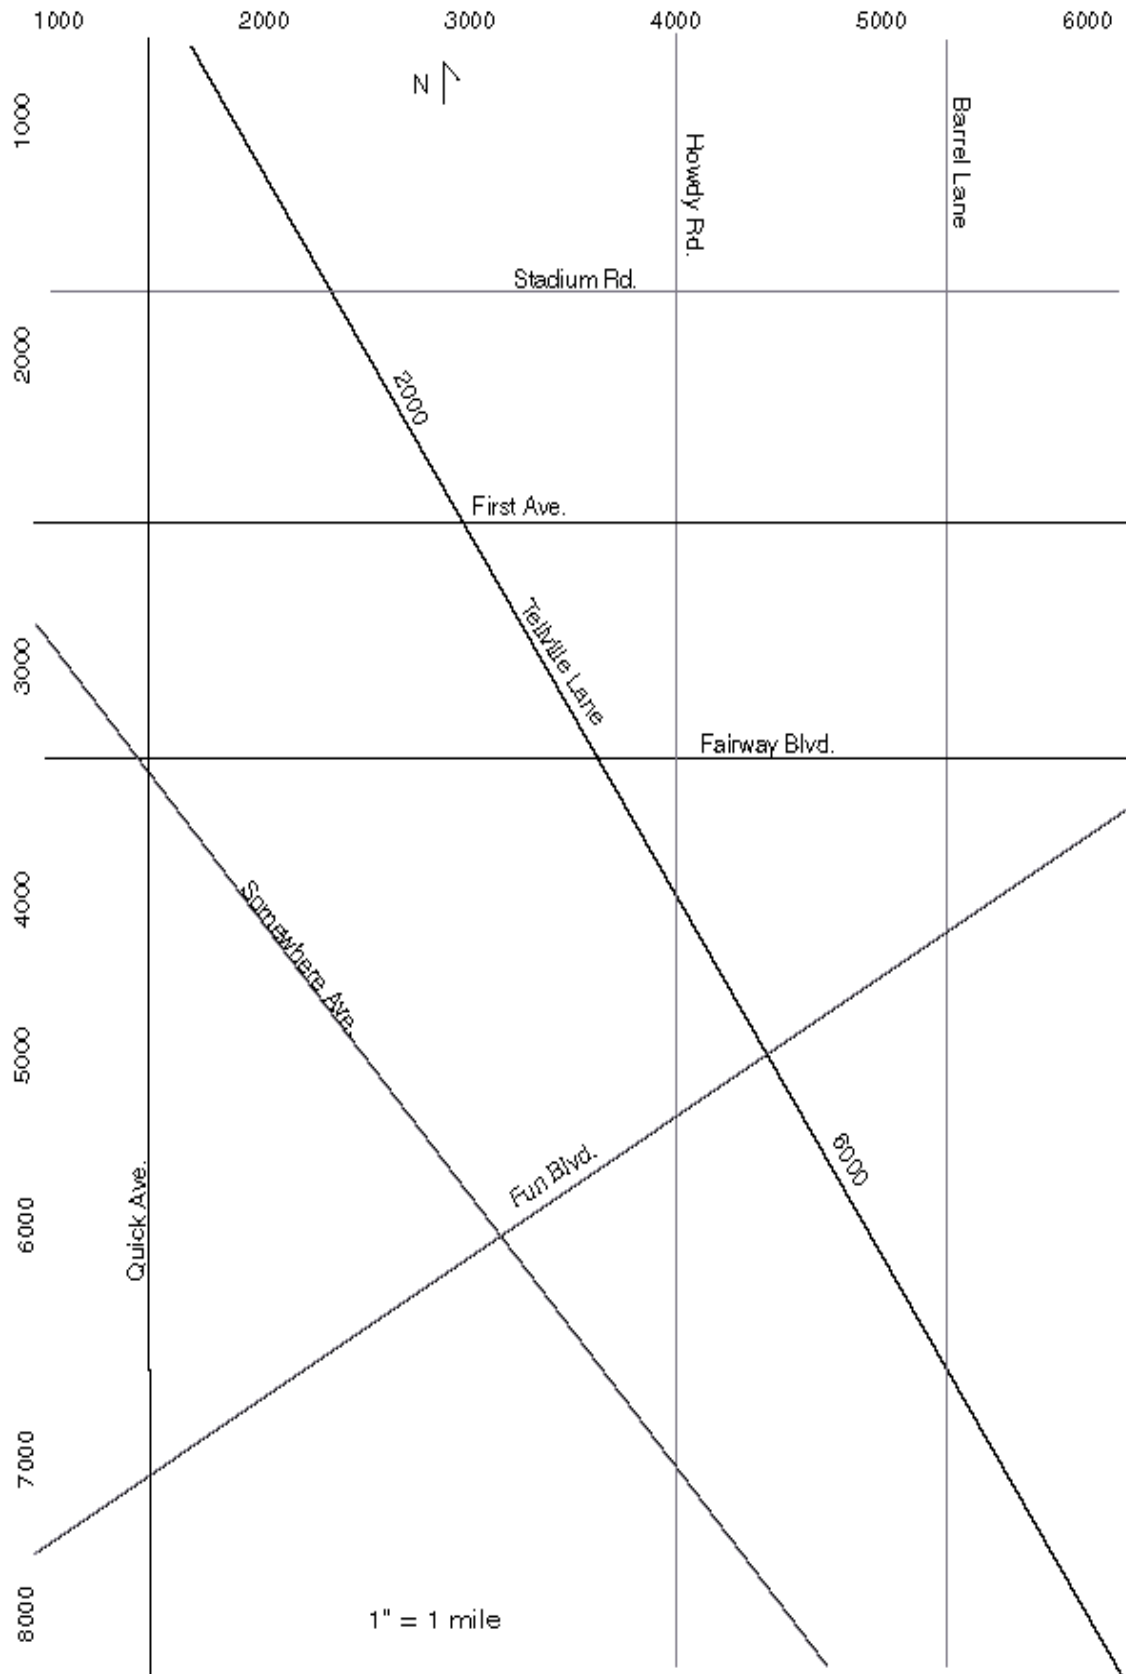 1000 2000 3000 4000 5000 6000
N
1000
Barrel Lane
Howdy Rd.
Stadium Rd.
2000
2000
First Ave.
Tellville Lane
3000
Fairway Blvd.
4000
Somewhere Ave.
5000
6000
Fun Blvd.
Quick Ave.
6000
7000
8000
1" = 1 mile